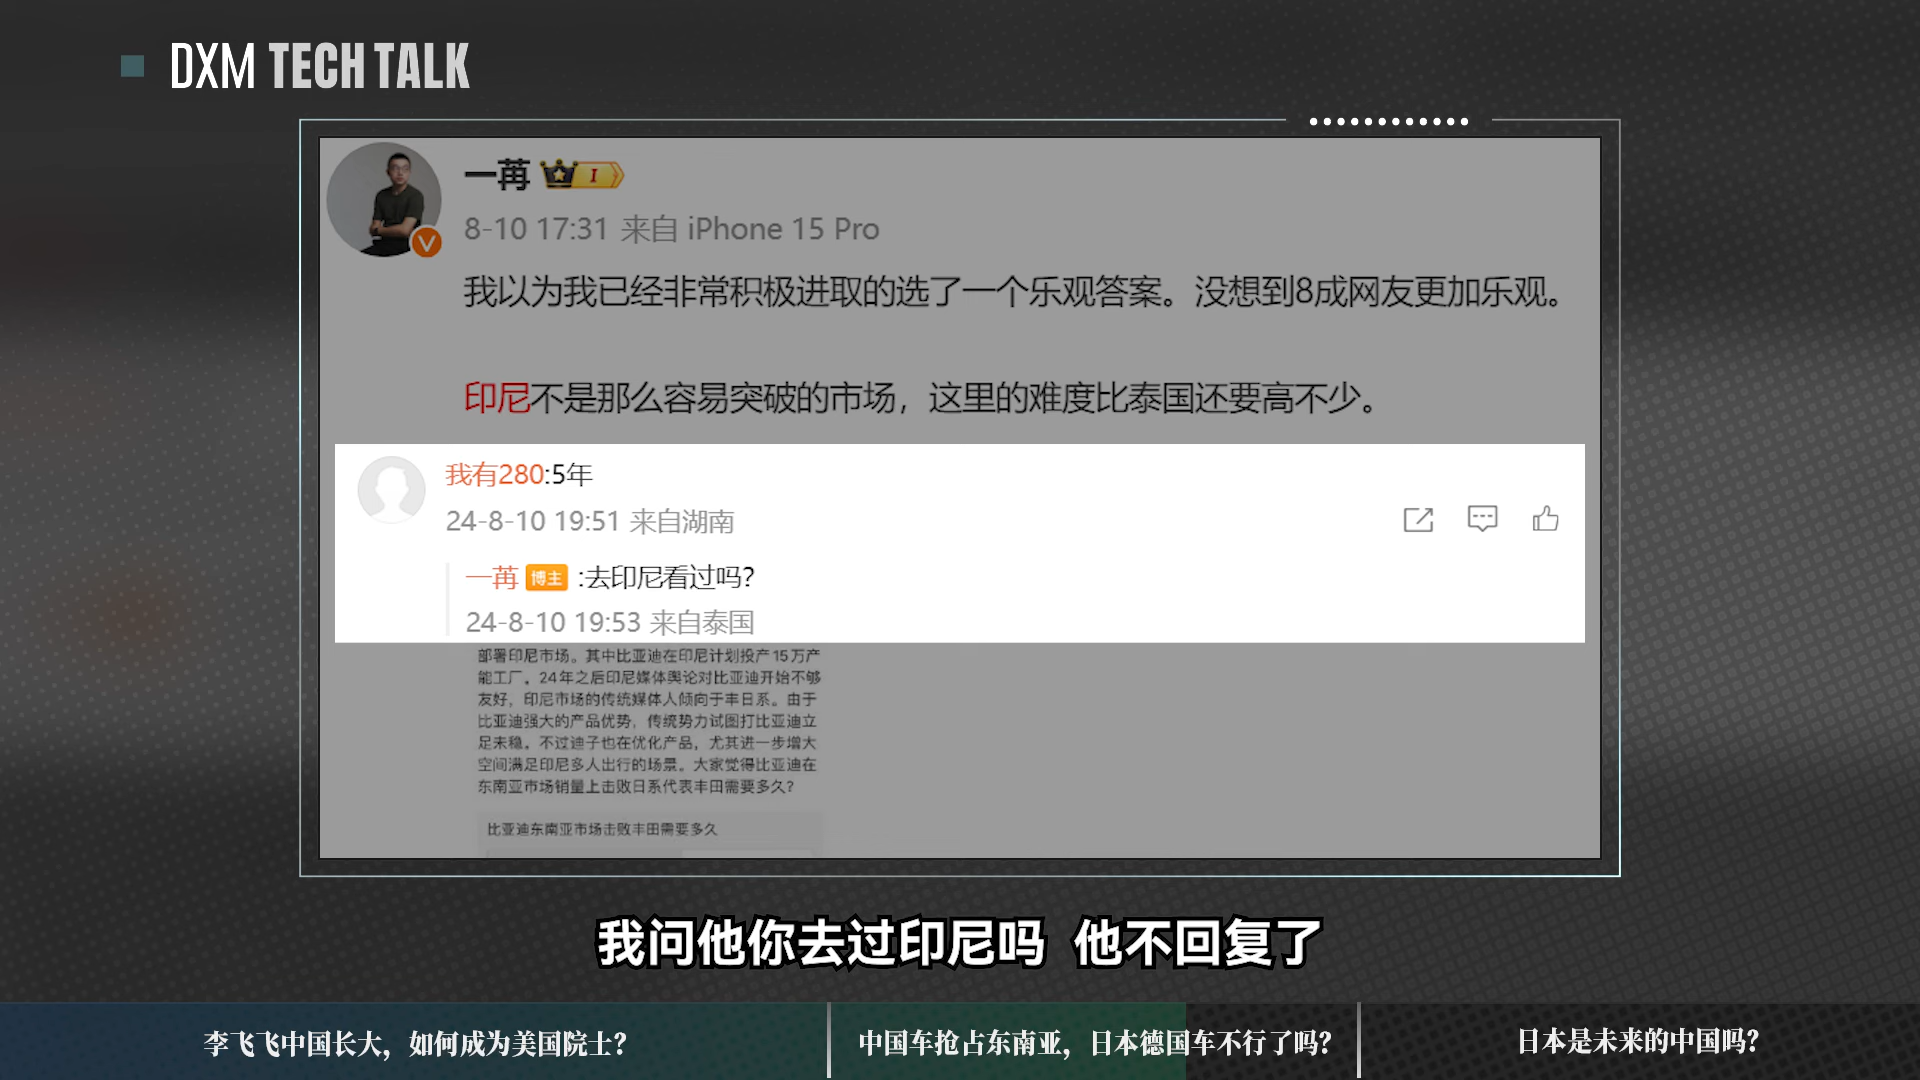 DXM TECH TALK
一苒 I
8-10 17:31 来自 iPhone 15 Pro
我以为我已经非常积极进取的选了一个乐观答案。没想到8成网友更加乐观。
印尼不是那么容易突破的市场，这里的难度比泰国还要高不少。
我有280:5年
24-8-10 19:51 来自湖南
一苒 博主 :去印尼看过吗?
24-8-10 19:53 来自泰国
部署印尼市场。其中比亚迪在印尼计划投产15万产
能工厂。24年之后印尼媒体舆论对比亚迪开始不够
友好，印尼市场的传统媒体人倾向于丰日系。由于
比亚迪强大的产品优势，传统势力试图打比亚迪立
足未稳。不过迪子也在优化产品，尤其进一步增大
空间满足印尼多人出行的场景。大家觉得比亚迪在
东南亚市场销量上击败日系代表丰田需要多久?
比亚迪东南亚市场击败丰田需要多久
我问他你去过印尼吗 他不回复了
李飞飞中国长大，如何成为美国院士?
中国车抢占东南亚，日本德国车不行了吗?
日本是未来的中国吗?